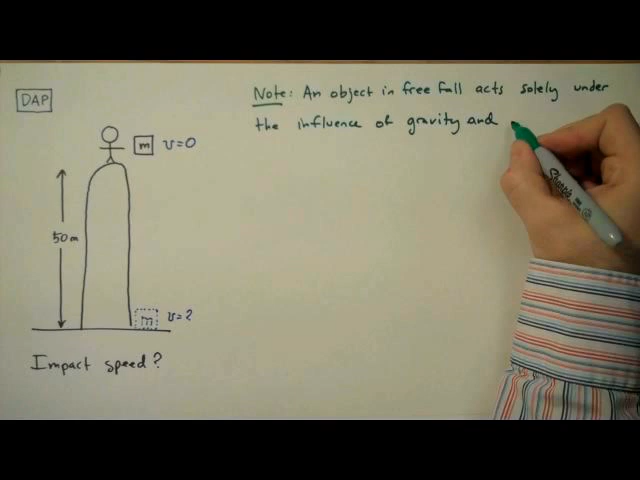 DAP
Note: An object in free fall acts solely under
the influence of gravity and
m v=0
50m
m v=?
Impact speed?
Sharpie